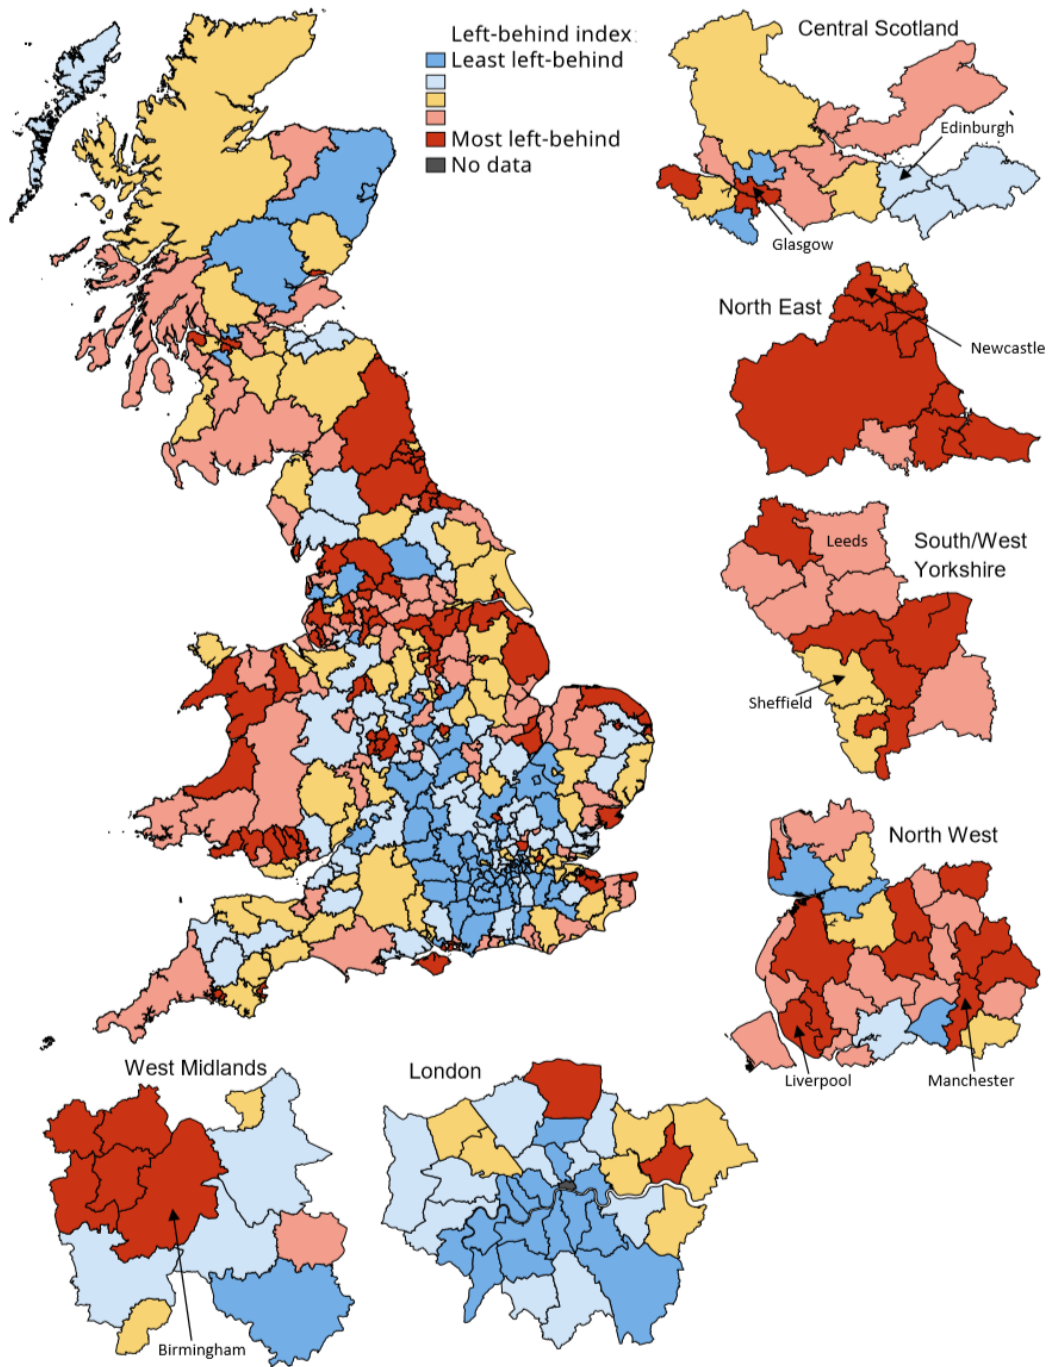 Left-behind index:
Least left-behind
Most left-behind
No data
Central Scotland
Edinburgh
Glasgow
North East
Newcastle
Leeds
South/West
Yorkshire
Sheffield
North West
Liverpool
Manchester
West Midlands
Birmingham
London